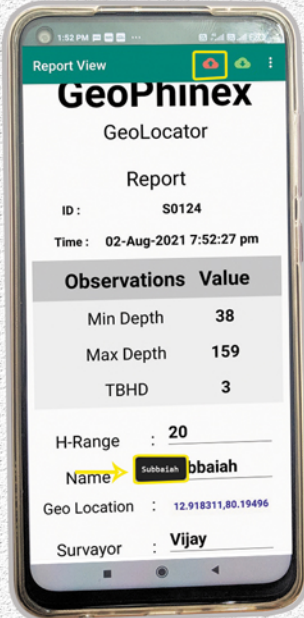 1:52 PM
Report View
GeoPhinex
GeoLocator
Report
ID : S0124
Time : 02-Aug-2021 7:52:27 pm
Observations Value
Min Depth 38
Max Depth 159
TBHD 3
H-Range : 20
Name Subbaiah bbaiah
Geo Location : 12.918311,80.19496
Survayor : Vijay